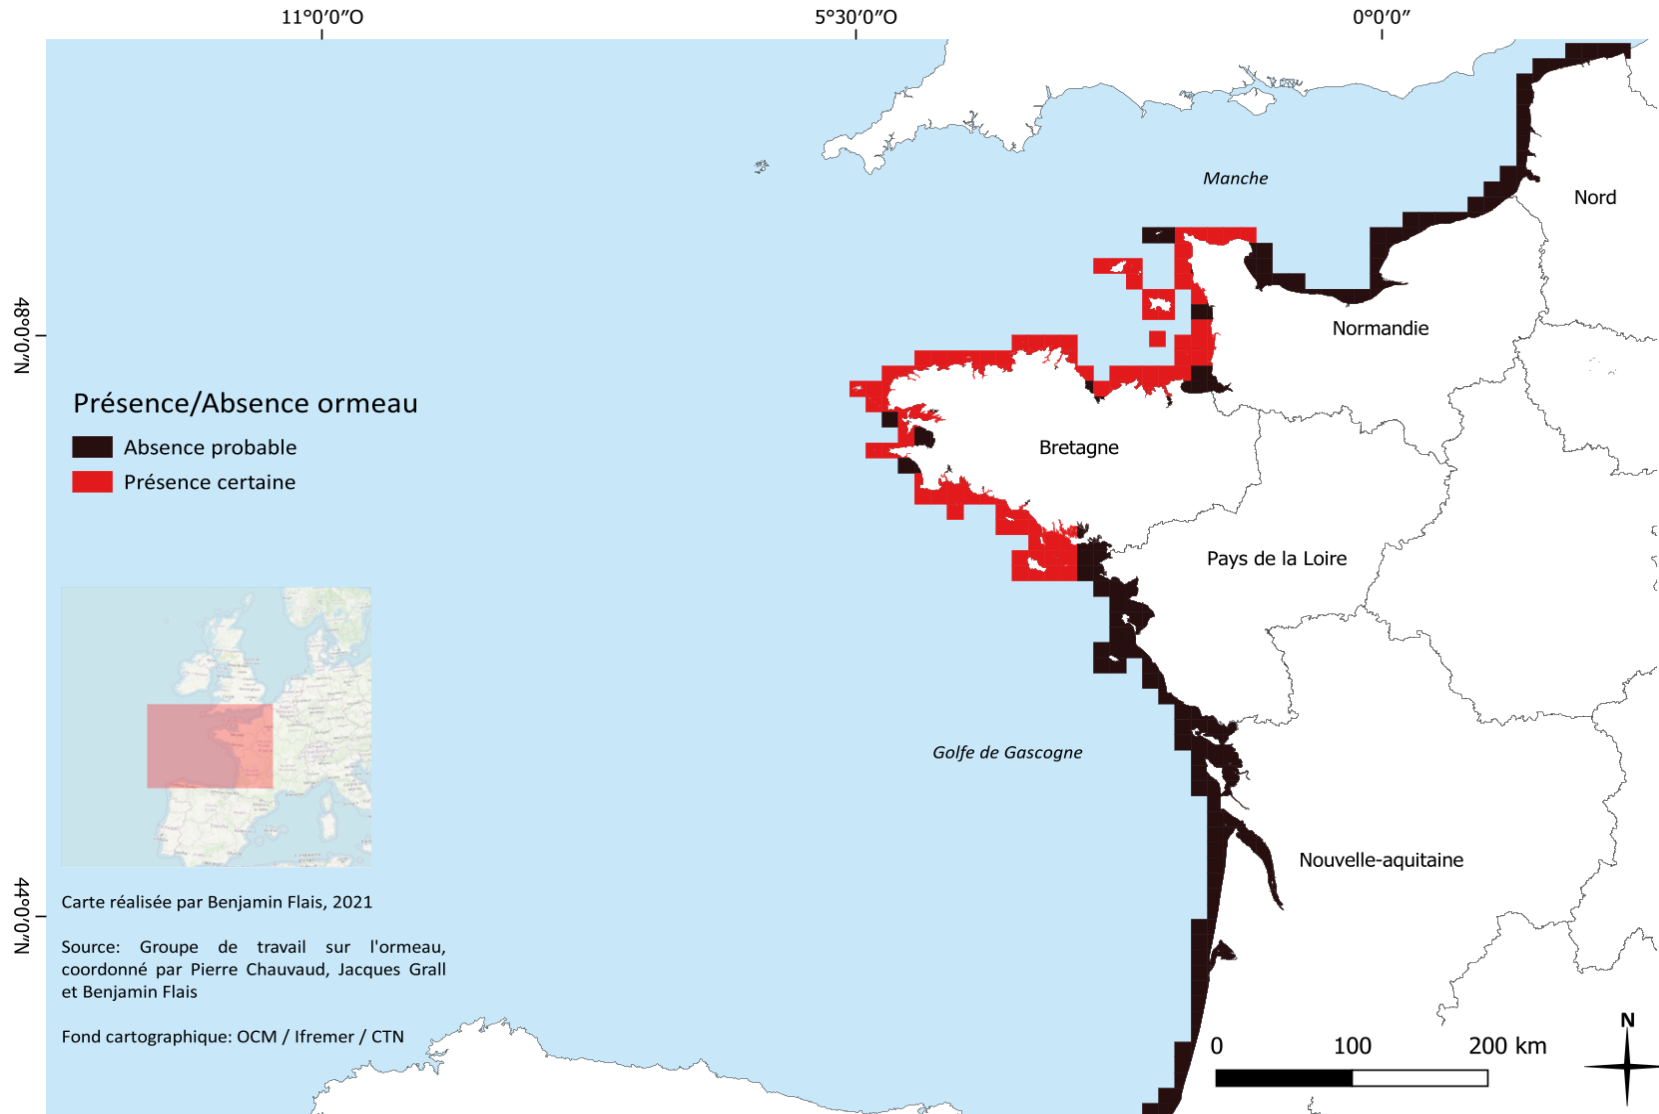 11°0′0″O
5°30′0″O
0°0′0″
Manche
Nord
48°0′0″N
Normandie
Présence/Absence ormeau
Absence probable
Présence certaine
Bretagne
Pays de la Loire
Golfe de Gascogne
Nouvelle-aquitaine
44°0′0″N
Carte réalisée par Benjamin Flais, 2021
Source: Groupe de travail sur l'ormeau,
coordonné par Pierre Chauvaud, Jacques Grall
et Benjamin Flais
Fond cartographique: OCM / Ifremer / CTN
N
0 100 200 km